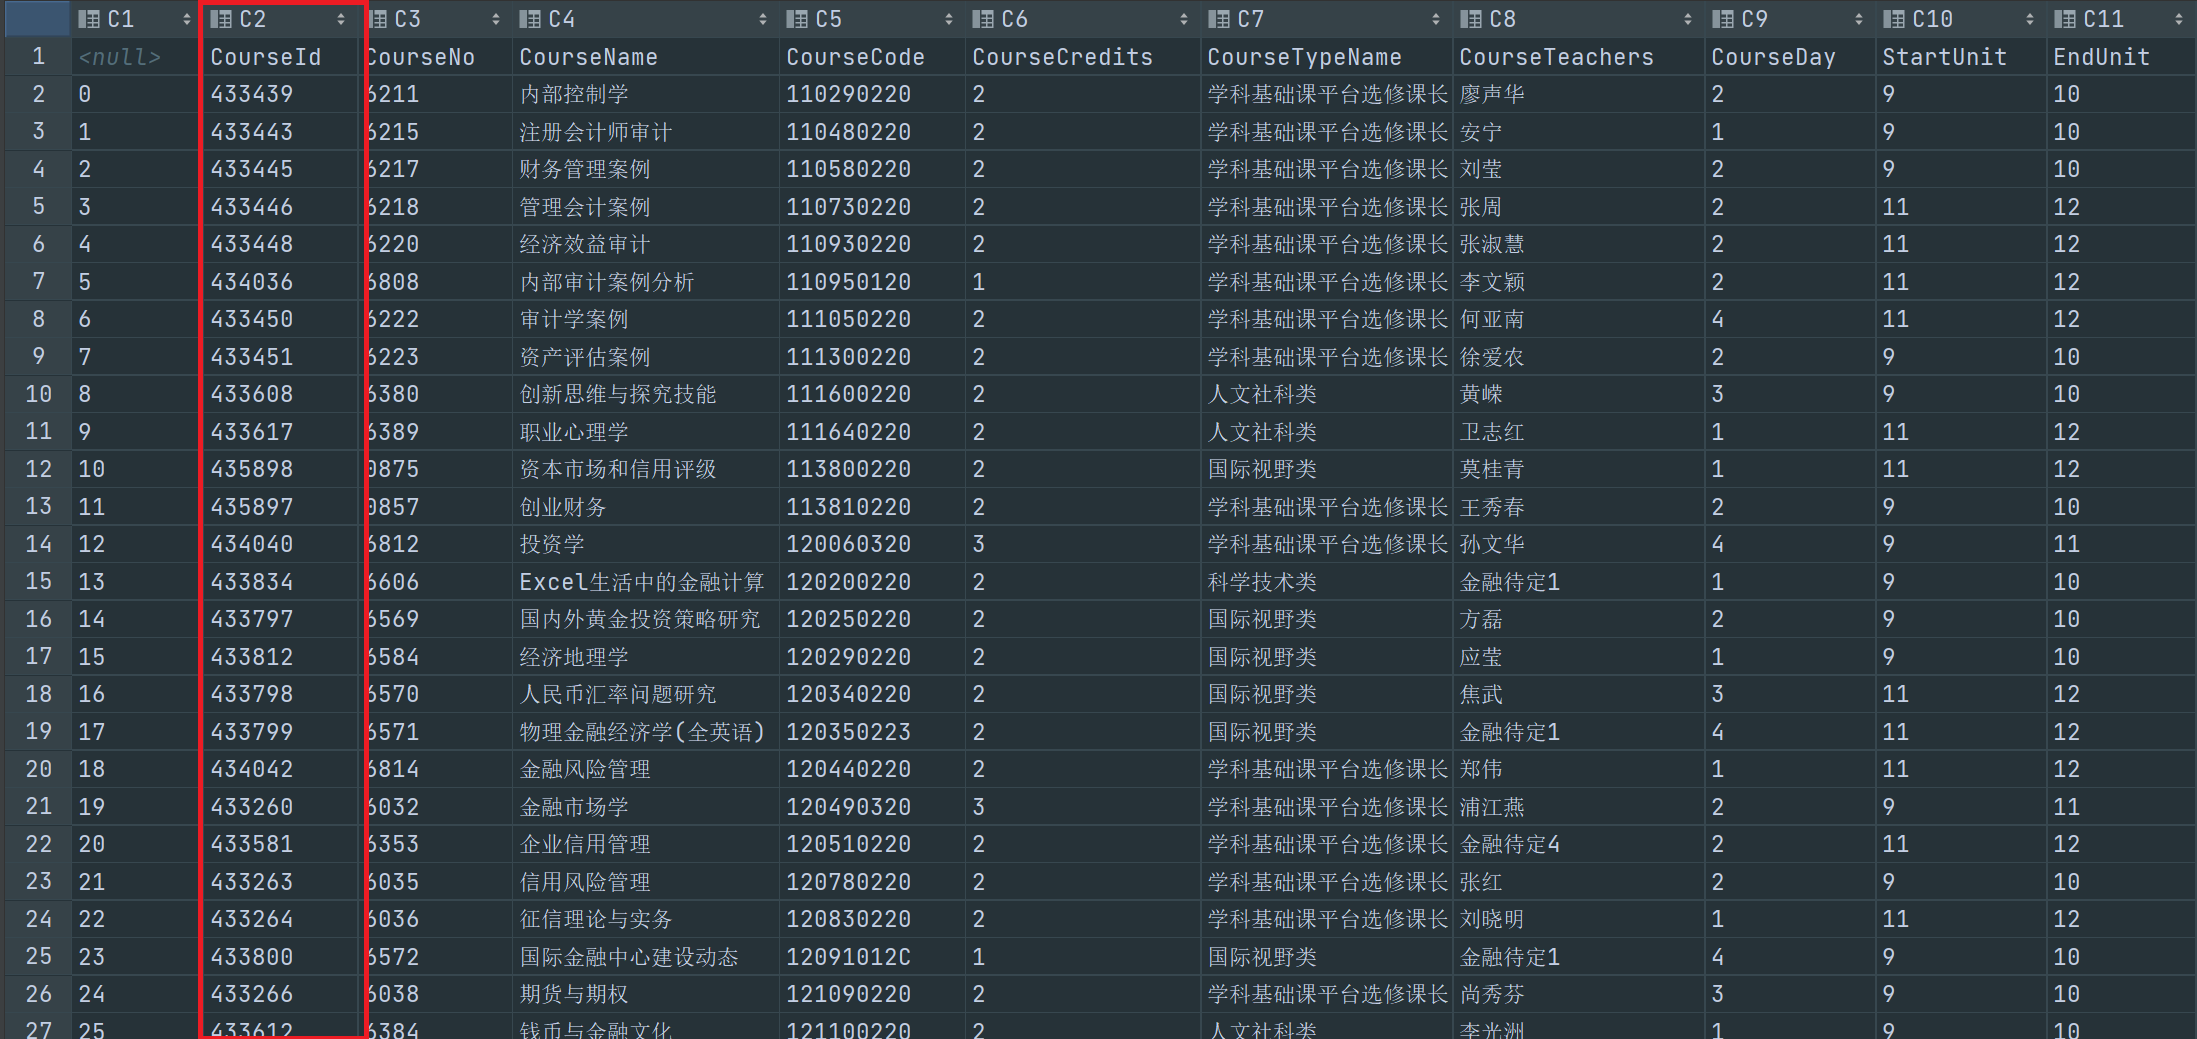 C1 C2 C3 C4 C5 C6 C7 C8 C9 C10 C11
1 <null> CourseId CourseNo CourseName CourseCode CourseCredits CourseTypeName CourseTeachers CourseDay StartUnit EndUnit
2 0 433439 6211 内部控制学 110290220 2 学科基础课平台选修课长 廖声华 2 9 10
3 1 433443 6215 注册会计师审计 110480220 2 学科基础课平台选修课长 安宁 1 9 10
4 2 433445 6217 财务管理案例 110580220 2 学科基础课平台选修课长 刘莹 2 9 10
5 3 433446 6218 管理会计案例 110730220 2 学科基础课平台选修课长 张周 2 11 12
6 4 433448 6220 经济效益审计 110930220 2 学科基础课平台选修课长 张淑慧 2 11 12
7 5 434036 6808 内部审计案例分析 110950120 1 学科基础课平台选修课长 李文颖 2 11 12
8 6 433450 6222 审计学案例 111050220 2 学科基础课平台选修课长 何亚南 4 11 12
9 7 433451 6223 资产评估案例 111300220 2 学科基础课平台选修课长 徐爱农 2 9 10
10 8 433608 6380 创新思维与探究技能 111600220 2 人文社科类 黄嵘 3 9 10
11 9 433617 6389 职业心理学 111640220 2 人文社科类 卫志红 1 11 12
12 10 435898 0875 资本市场和信用评级 113800220 2 国际视野类 莫桂青 1 11 12
13 11 435897 0857 创业财务 113810220 2 学科基础课平台选修课长 王秀春 2 9 10
14 12 434040 6812 投资学 120060320 3 学科基础课平台选修课长 孙文华 4 9 11
15 13 433834 6606 Excel生活中的金融计算 120200220 2 科学技术类 金融待定1 1 9 10
16 14 433797 6569 国内外黄金投资策略研究 120250220 2 国际视野类 方磊 2 9 10
17 15 433812 6584 经济地理学 120290220 2 国际视野类 应莹 1 9 10
18 16 433798 6570 人民币汇率问题研究 120340220 2 国际视野类 焦武 3 11 12
19 17 433799 6571 物理金融经济学(全英语) 120350223 2 国际视野类 金融待定1 4 11 12
20 18 434042 6814 金融风险管理 120440220 2 学科基础课平台选修课长 郑伟 1 11 12
21 19 433260 6032 金融市场学 120490320 3 学科基础课平台选修课长 浦江燕 2 9 11
22 20 433581 6353 企业信用管理 120510220 2 学科基础课平台选修课长 金融待定4 2 11 12
23 21 433263 6035 信用风险管理 120780220 2 学科基础课平台选修课长 张红 2 9 10
24 22 433264 6036 征信理论与实务 120830220 2 学科基础课平台选修课长 刘晓明 1 11 12
25 23 433800 6572 国际金融中心建设动态 12091012C 1 国际视野类 金融待定1 4 9 10
26 24 433266 6038 期货与期权 121090220 2 学科基础课平台选修课长 尚秀芬 3 9 10
27 25 433612 6384 钱币与金融文化 121100220 2 人文社科类 李光洲 1 9 10